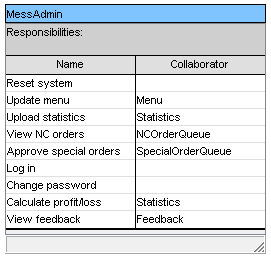 MessAdmin
Responsibilities:
Name Collaborator
Reset system
Update menu Menu
Upload statistics Statistics
View NC orders NCOrderQueue
Approve special orders SpecialOrderQueue
Log in
Change password
Calculate profit/loss Statistics
View feedback Feedback